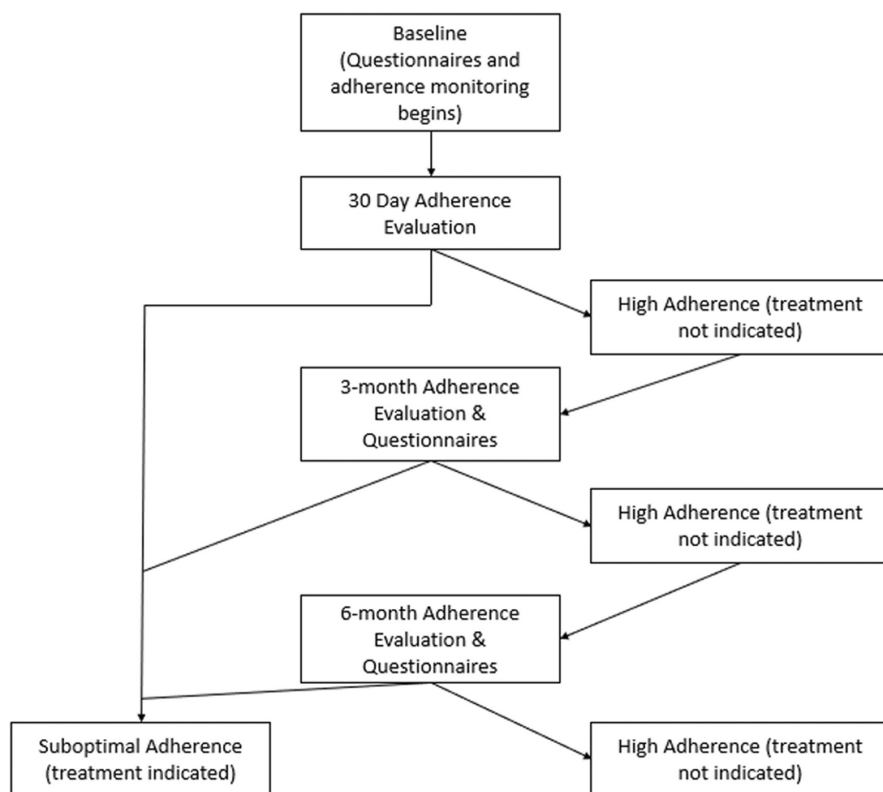 Baseline
(Questionnaires and
adherence monitoring
begins)
30 Day Adherence
Evaluation
High Adherence (treatment
not indicated)
3-month Adherence
Evaluation &
Questionnaires
High Adherence (treatment
not indicated)
6-month Adherence
Evaluation &
Questionnaires
Suboptimal Adherence
(treatment indicated)
High Adherence (treatment
not indicated)